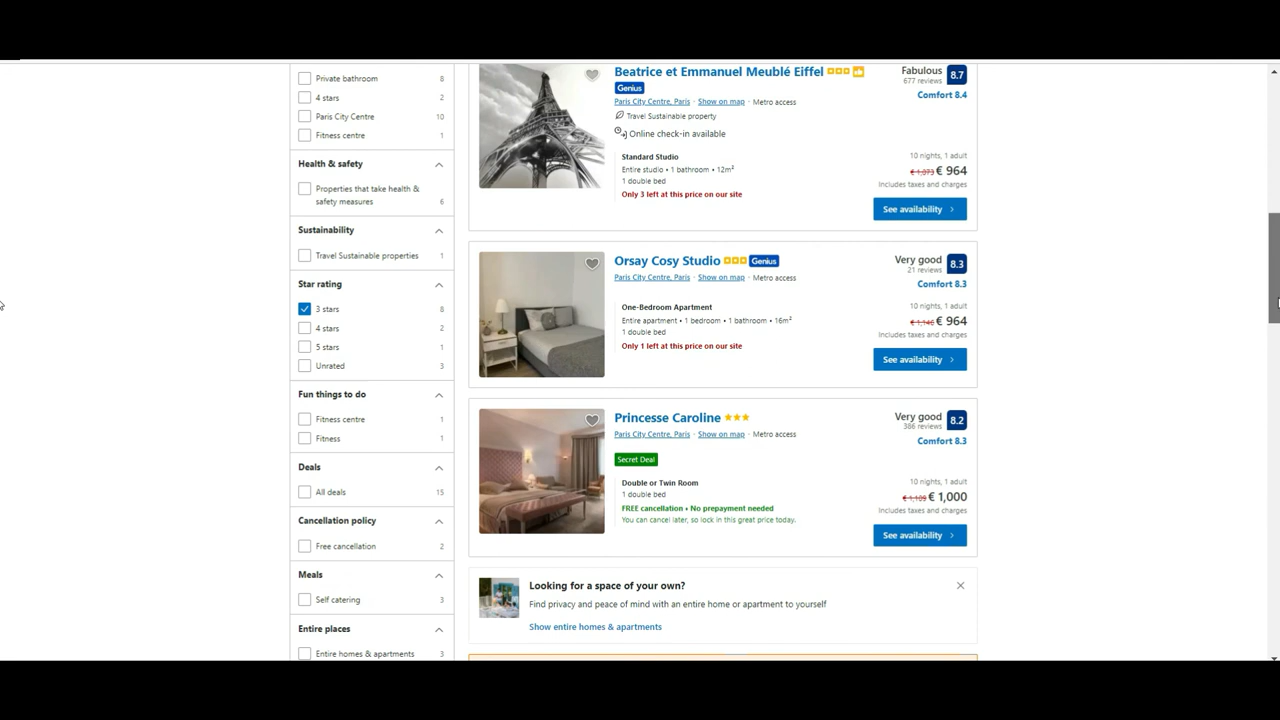 Private bathroom 8
4 stars 2
Paris City Centre 10
Fitness centre 1
Health & safety
Properties that take health &
safety measures 6
Sustainability
Travel Sustainable properties 1
Star rating
3 stars 8
4 stars 2
5 stars 1
Unrated 3
Fun things to do
Fitness centre 1
Fitness 1
Deals
All deals 15
Cancellation policy
Free cancellation 2
Meals
Self catering 3
Entire places
Entire homes & apartments 3
Beatrice et Emmanuel Meublé Eiffel
Genius
Fabulous 8.7
677 reviews
Comfort 8.4
Paris City Centre, Paris · Show on map · Metro access
Travel Sustainable property
Online check-in available
Standard Studio
Entire studio • 1 bathroom • 12m²
1 double bed
Only 3 left at this price on our site
10 nights, 1 adult
€ 1,073 € 964
Includes taxes and charges
See availability
Orsay Cosy Studio Genius
Very good 8.3
21 reviews
Comfort 8.3
Paris City Centre, Paris · Show on map · Metro access
One-Bedroom Apartment
Entire apartment • 1 bedroom • 1 bathroom • 16m²
1 double bed
Only 1 left at this price on our site
10 nights, 1 adult
€ 1,146 € 964
Includes taxes and charges
See availability
Princesse Caroline
Very good 8.2
386 reviews
Comfort 8.3
Paris City Centre, Paris · Show on map · Metro access
Secret Deal
Double or Twin Room
1 double bed
FREE cancellation • No prepayment needed
You can cancel later, so lock in this great price today.
10 nights, 1 adult
€ 1,109 € 1,000
Includes taxes and charges
See availability
Looking for a space of your own?
Find privacy and peace of mind with an entire home or apartment to yourself
Show entire homes & apartments